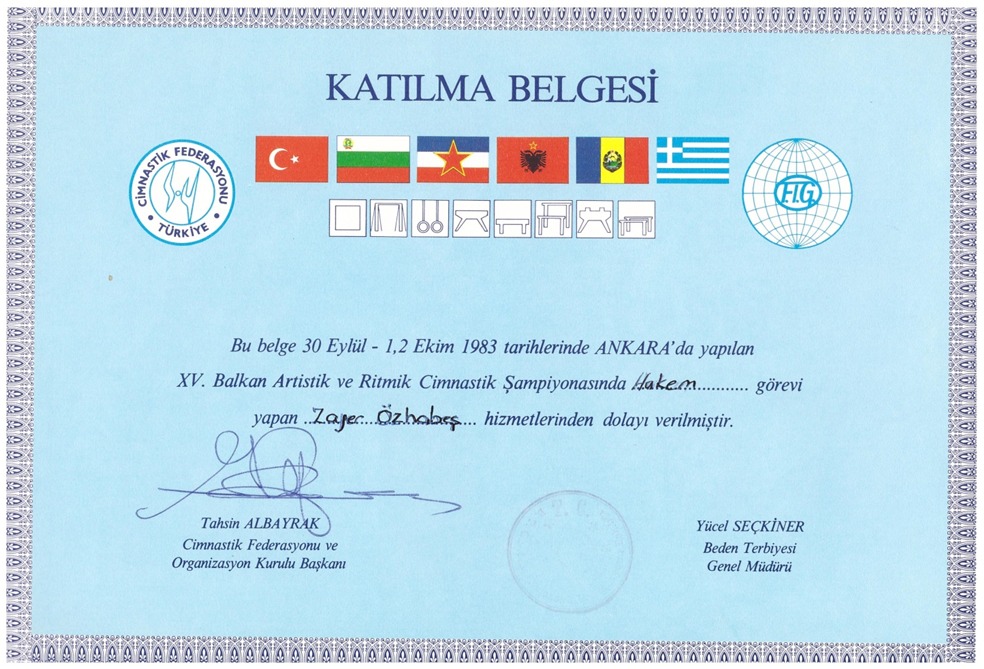 KATILMA BELGESİ
CİMNASTİK FEDERASYONU
TÜRKİYE
F.I.G
Bu belge 30 Eylül - 1,2 Ekim 1983 tarihlerinde ANKARA'da yapılan
XV. Balkan Artistik ve Ritmik Cimnastik Şampiyonasında Hakem............ görevi
yapan ..Zafer....Özhabeş.... hizmetlerinden dolayı verilmiştir.
Tahsin ALBAYRAK
Cimnastik Federasyonu ve
Organizasyon Kurulu Başkanı
Yücel SEÇKİNER
Beden Terbiyesi
Genel Müdürü